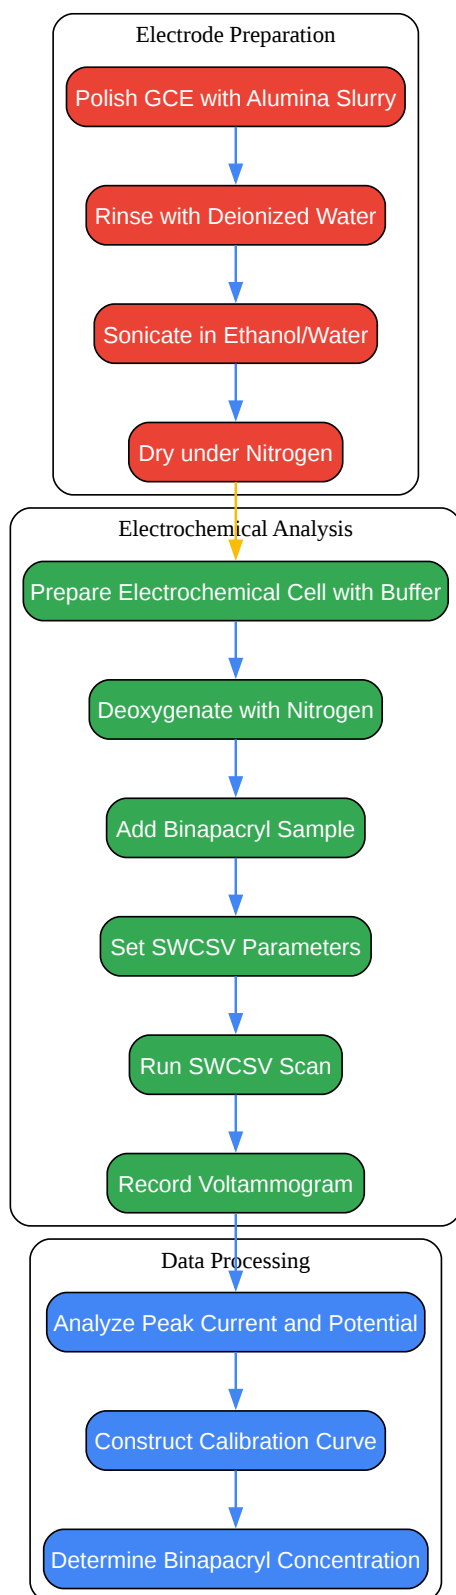 Electrode Preparation
Polish GCE with Alumina Slurry
Rinse with Deionized Water
Sonicate in Ethanol/Water
Dry under Nitrogen
Electrochemical Analysis
Prepare Electrochemical Cell with Buffer
Deoxygenate with Nitrogen
Add Binapacryl Sample
Set SWCSV Parameters
Run SWCSV Scan
Record Voltammogram
Data Processing
Analyze Peak Current and Potential
Construct Calibration Curve
Determine Binapacryl Concentration